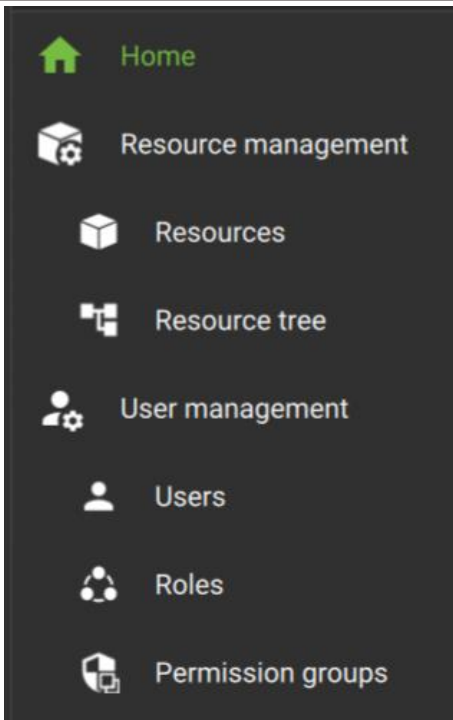 Home
Resource management
Resources
Resource tree
User management
Users
Roles
Permission groups